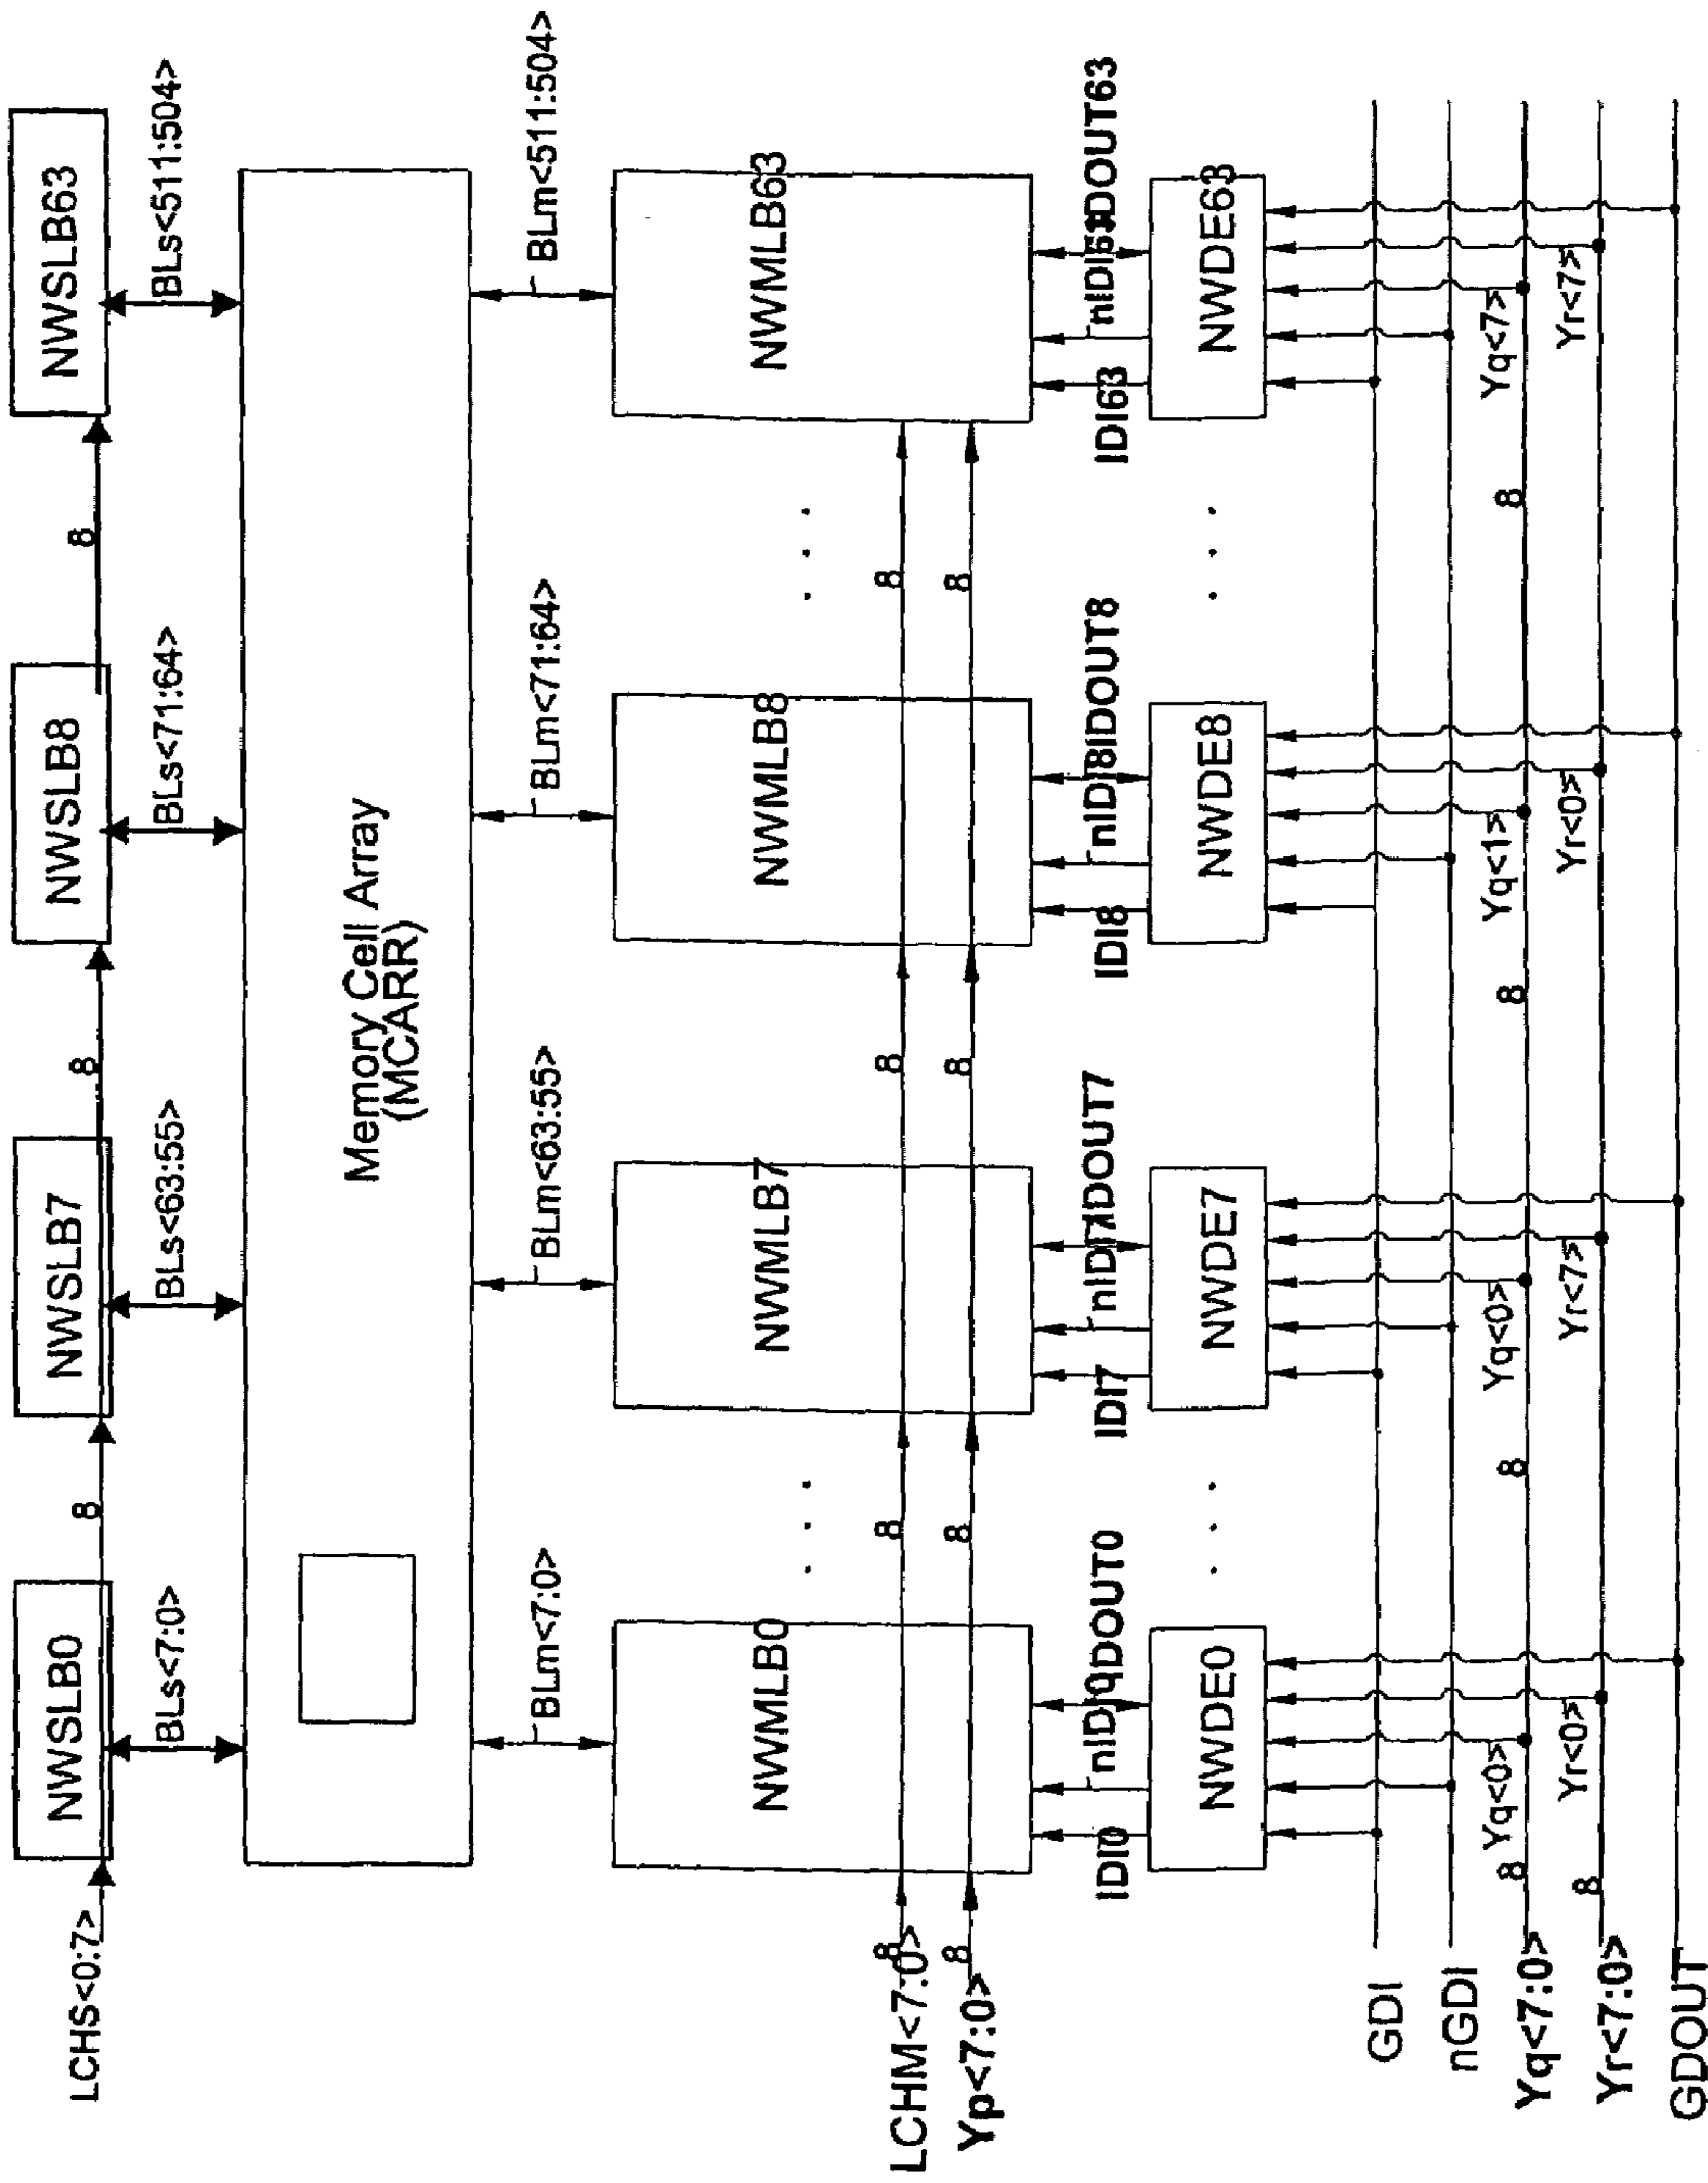 LCHS<0:7>
NWSLB0
8
NWSLB7
8
NWSLB8
8
NWSLB63
BLs<7:0>
BLs<63:55>
BLs<71:64>
BLs<511:504>
Memory Cell Array
(MCARR)
BLm<7:0>
BLm<63:55>
BLm<71:64>
BLm<511:504>
NWMLB0
NWMLB7
NWMLB8
NWMLB63
. . .
. . .
LCHM<7:0>
8
8
8
8
Yp<7:0>
8
8
8
8
IDI0
nIDI0
IDOUT0
IDI7
nIDI7
IDOUT7
IDI8
nIDI8
IDOUT8
IDI63
nIDI63
IDOUT63
NWDE0
. . .
NWDE7
NWDE8
. . .
NWDE63
GDI
nGDI
Yq<7:0>
8
Yq<0>
8
Yq<0>
8
Yq<1>
8
Yq<7>
Yr<7:0>
8
Yr<0>
Yr<7>
Yr<0>
Yr<7>
GDOUT